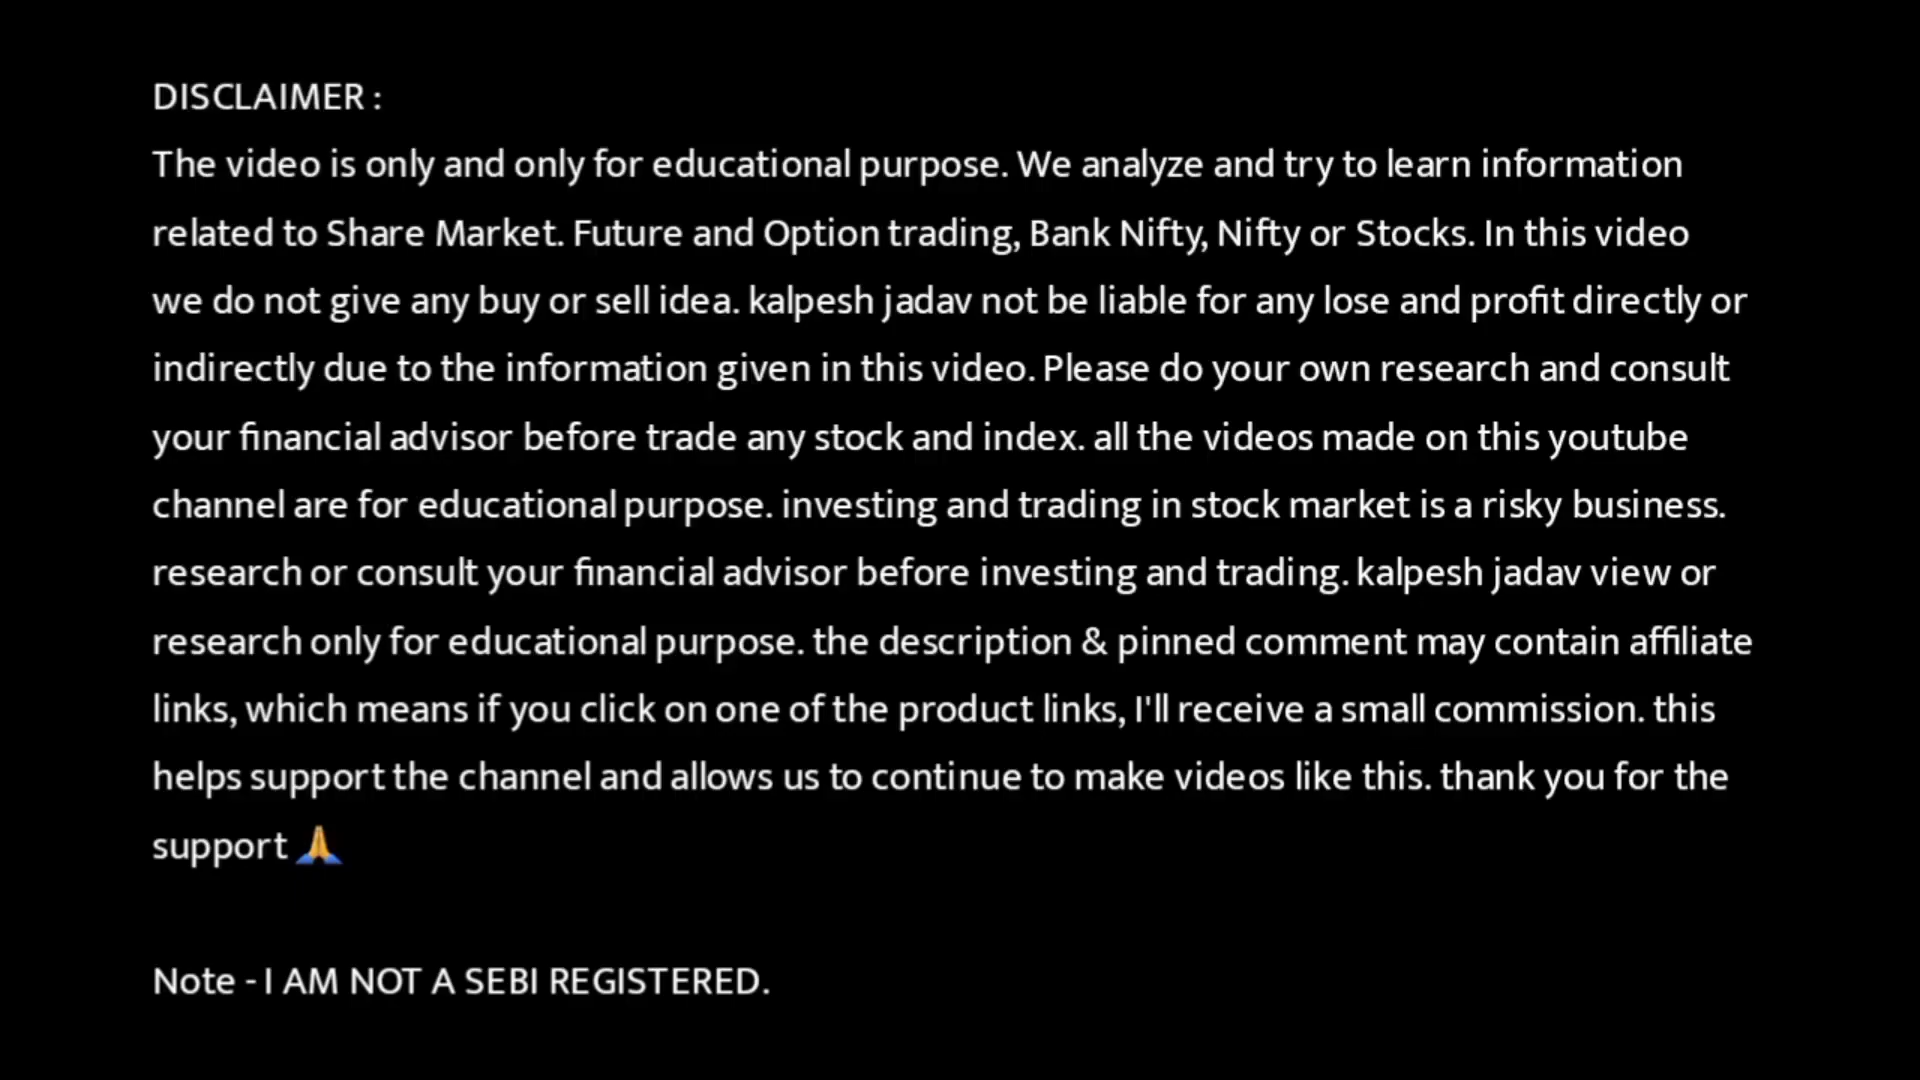 DISCLAIMER :
The video is only and only for educational purpose. We analyze and try to learn information
related to Share Market. Future and Option trading, Bank Nifty, Nifty or Stocks. In this video
we do not give any buy or sell idea. kalpesh jadav not be liable for any lose and profit directly or
indirectly due to the information given in this video. Please do your own research and consult
your financial advisor before trade any stock and index. all the videos made on this youtube
channel are for educational purpose. investing and trading in stock market is a risky business.
research or consult your financial advisor before investing and trading. kalpesh jadav view or
research only for educational purpose. the description & pinned comment may contain affiliate
links, which means if you click on one of the product links, I'll receive a small commission. this
helps support the channel and allows us to continue to make videos like this. thank you for the
support 🙏
Note - I AM NOT A SEBI REGISTERED.